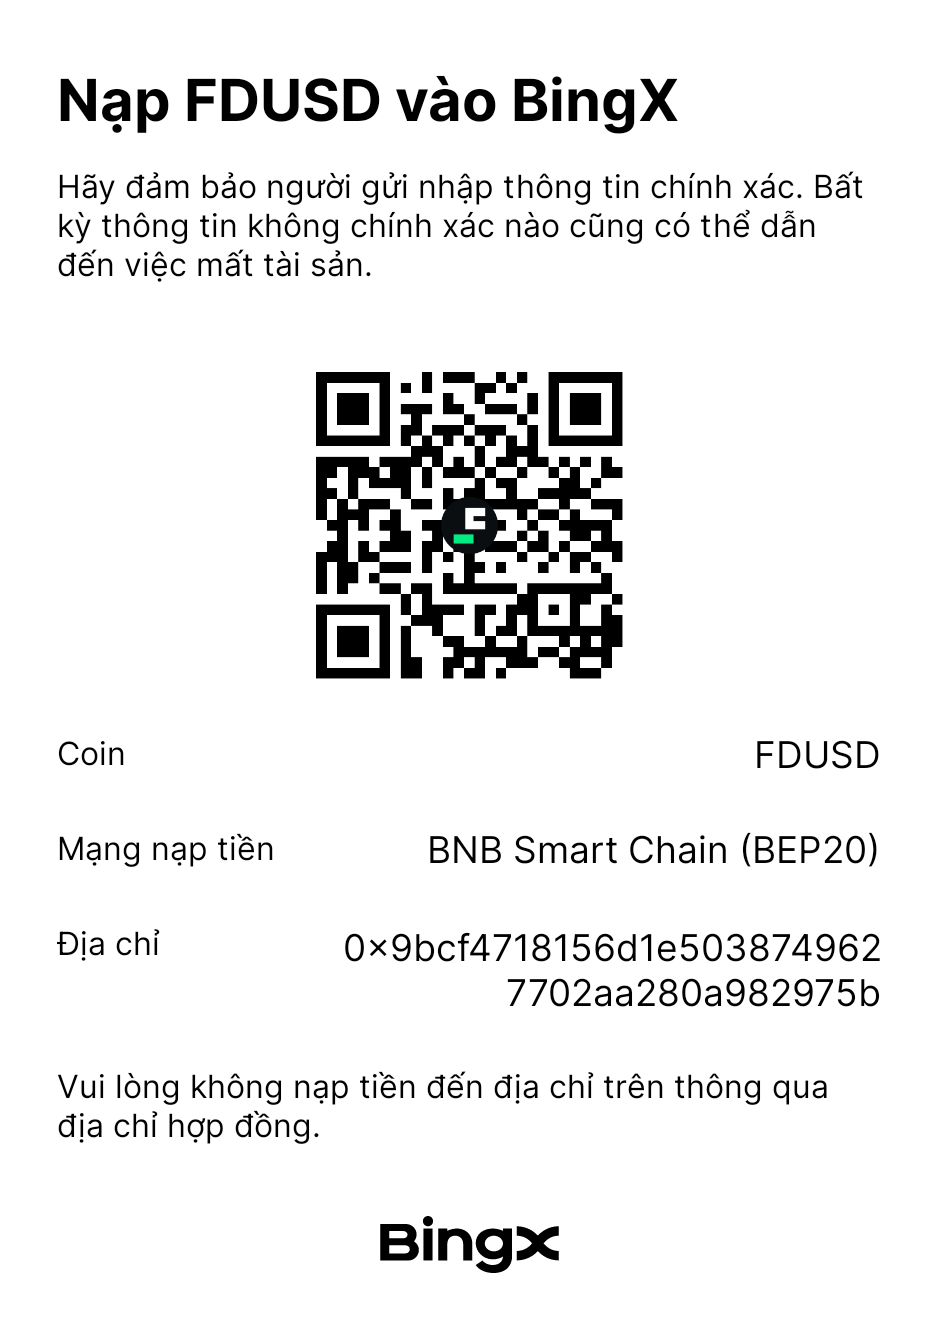 Nạp FDUSD vào BingX
Hãy đảm bảo người gửi nhập thông tin chính xác. Bất
kỳ thông tin không chính xác nào cũng có thể dẫn
đến việc mất tài sản.
Coin
FDUSD
Mạng nạp tiền
BNB Smart Chain (BEP20)
Địa chỉ
0x9bcf4718156d1e503874962
7702aa280a982975b
Vui lòng không nạp tiền đến địa chỉ trên thông qua
địa chỉ hợp đồng.
BingX